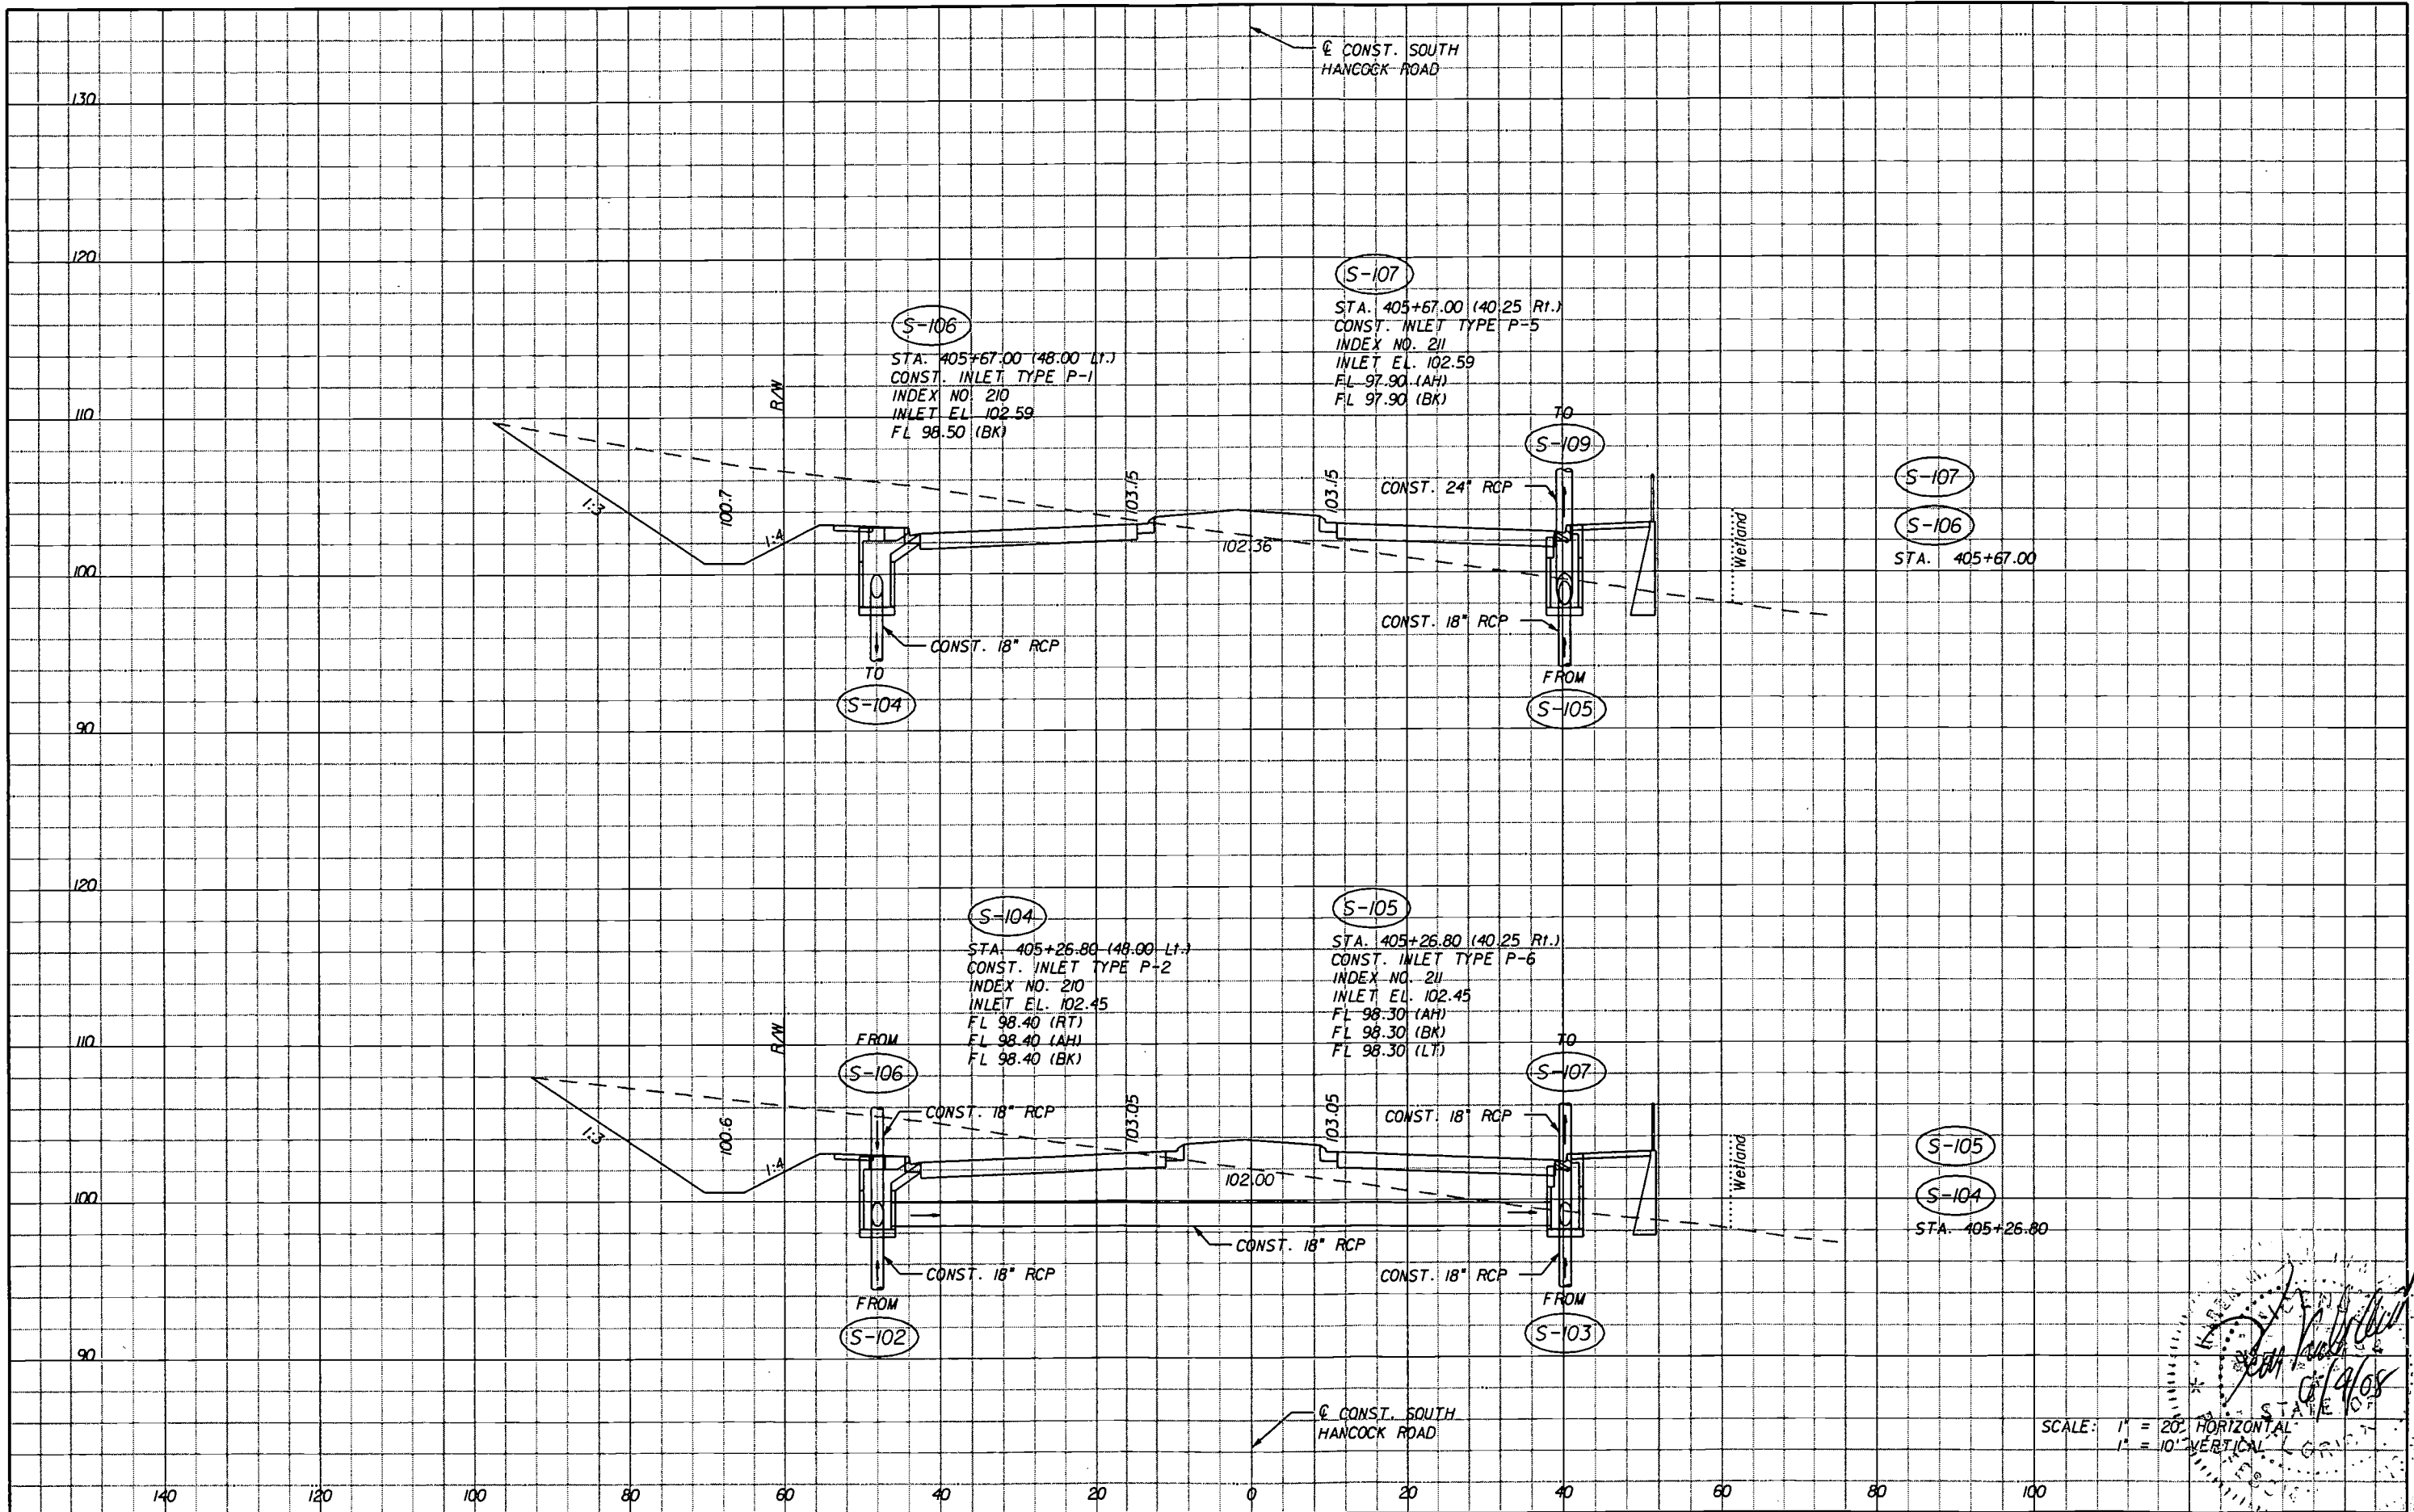 ℄ CONST. SOUTH
HANCOCK ROAD
130
120
110
100
90
S-106
STA. 405+67.00 (48.00 Lt.)
CONST. INLET TYPE P-1
INDEX NO. 210
INLET EL. 102.59
FL 98.50 (BK)
S-107
STA. 405+67.00 (40.25 Rt.)
CONST. INLET TYPE P-5
INDEX NO. 211
INLET EL. 102.59
FL 97.90 (AH)
FL 97.90 (BK)
R/W
TO
S-109
CONST. 24" RCP
1:3
100.7
1:4
103.15
103.15
102.36
Wetland
S-107
S-106
STA. 405+67.00
CONST. 18" RCP
TO
S-104
CONST. 18" RCP
FROM
S-105
120
110
100
90
S-104
STA. 405+26.80 (48.00 Lt.)
CONST. INLET TYPE P-2
INDEX NO. 210
INLET EL. 102.45
FL 98.40 (RT)
FL 98.40 (AH)
FL 98.40 (BK)
S-105
STA. 405+26.80 (40.25 Rt.)
CONST. INLET TYPE P-6
INDEX NO. 211
INLET EL. 102.45
FL 98.30 (AH)
FL 98.30 (BK)
FL 98.30 (LT)
R/W
FROM
S-106
CONST. 18" RCP
TO
S-107
CONST. 18" RCP
1:3
100.6
1:4
103.05
103.05
102.00
Wetland
S-105
S-104
STA. 405+26.80
CONST. 18" RCP
CONST. 18" RCP
FROM
S-102
CONST. 18" RCP
FROM
S-103
℄ CONST. SOUTH
HANCOCK ROAD
STATE OF
SCALE: 1" = 20' HORIZONTAL
1" = 10' VERTICAL
140 120 100 80 60 40 20 0 20 40 60 80 100